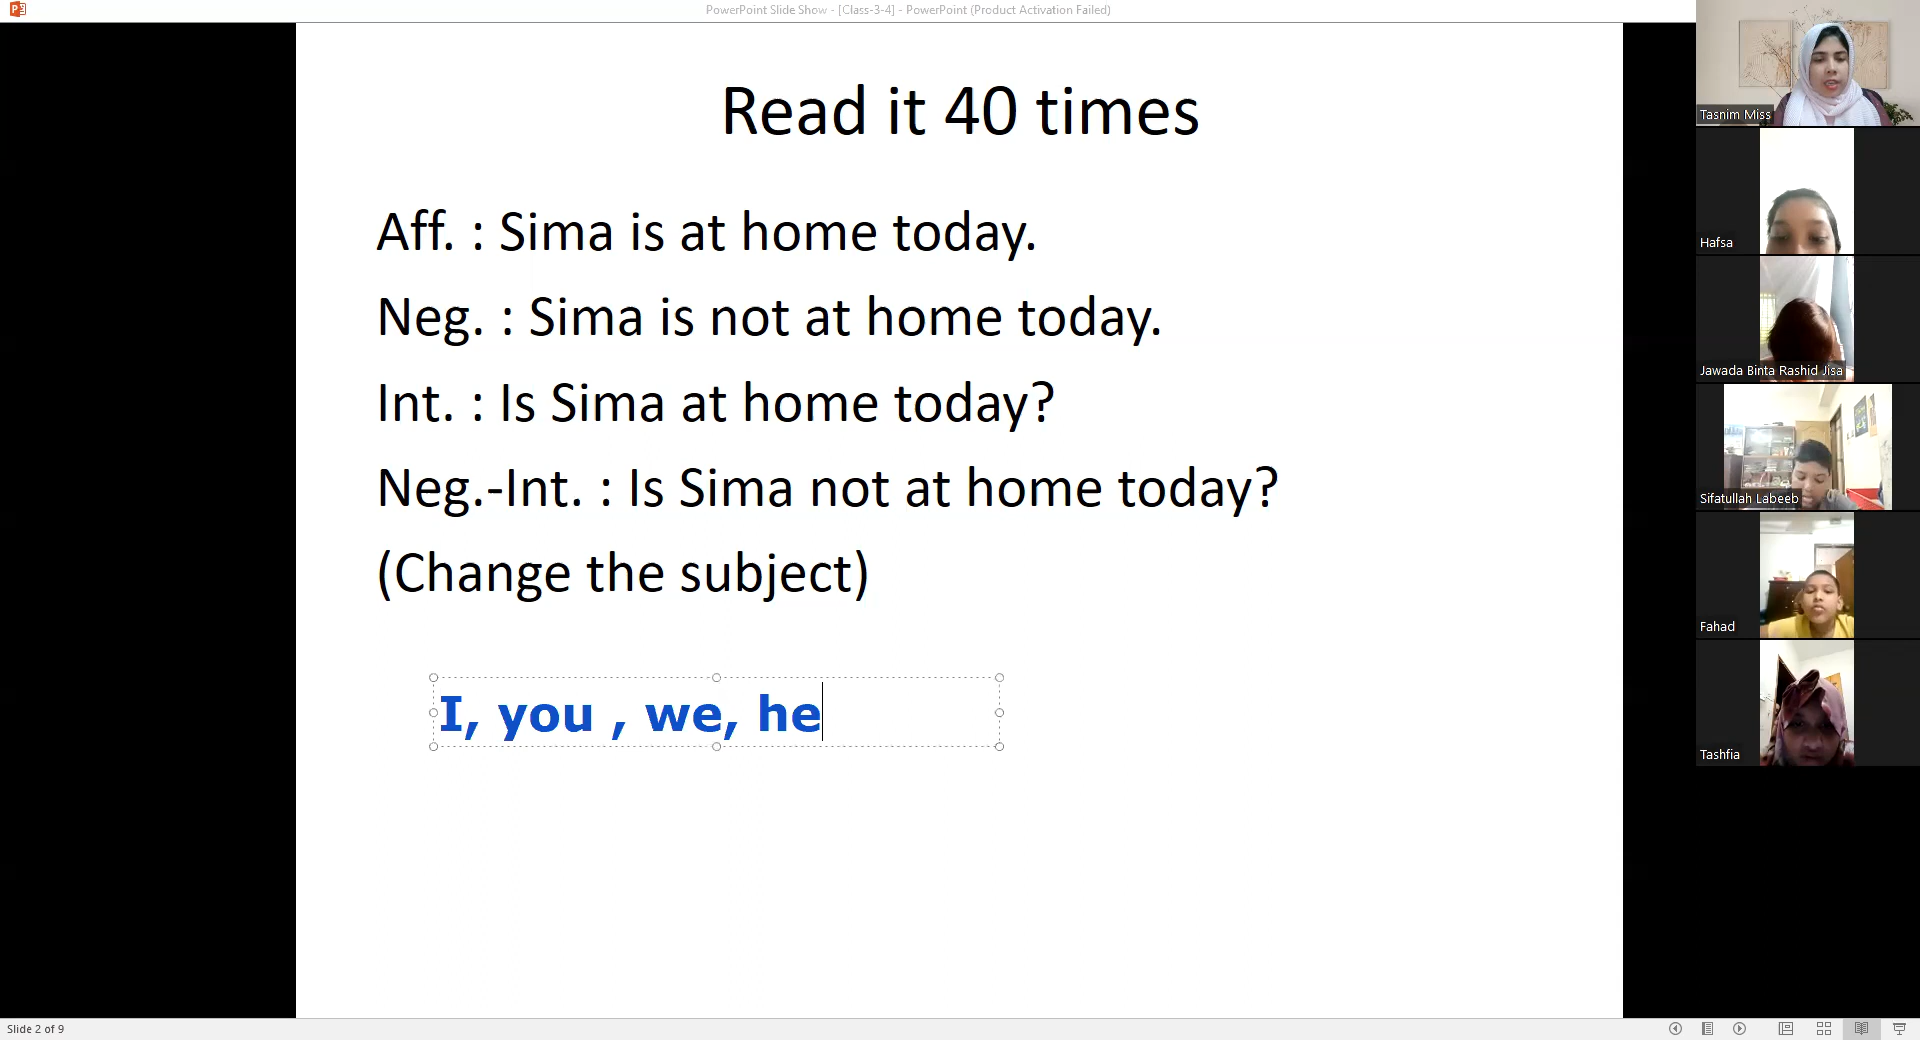 PowerPoint Slide Show - [Class-3-4] - PowerPoint (Product Activation Failed)
Read it 40 times
Aff. : Sima is at home today.
Neg. : Sima is not at home today.
Int. : Is Sima at home today?
Neg.-Int. : Is Sima not at home today?
(Change the subject)
I, you , we, he
Tasnim Miss
Hafsa
Jawada Binta Rashid Jisa
Sifatullah Labeeb
Fahad
Tashfia
Slide 2 of 9